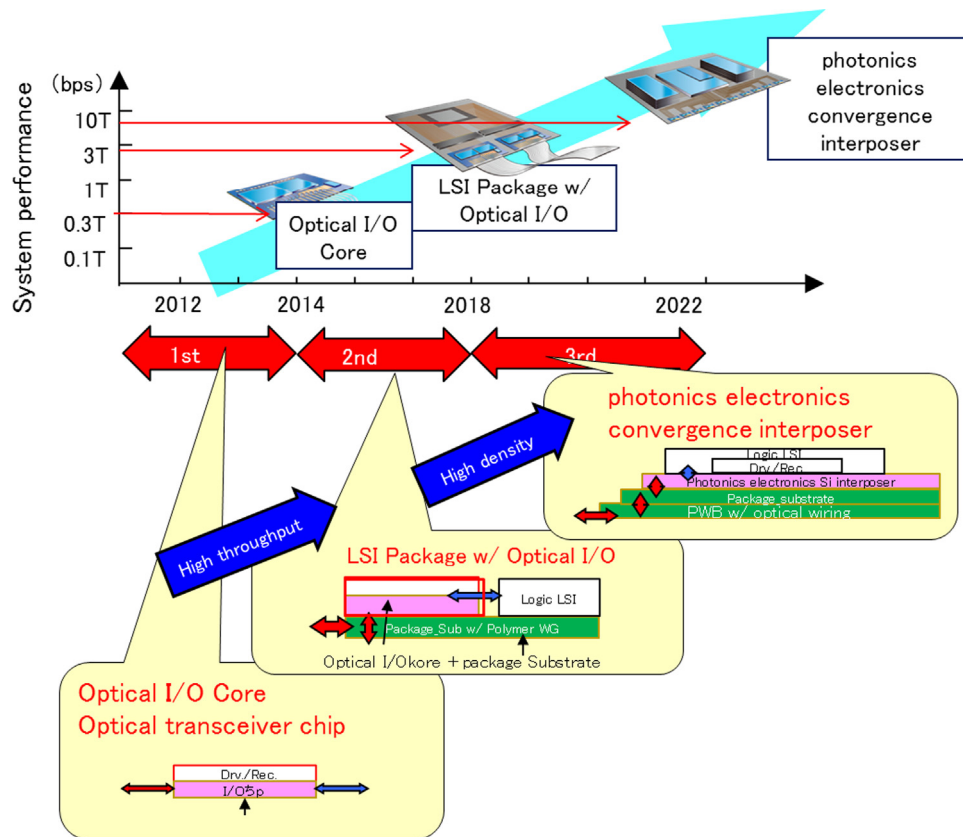 (bps)
System performance
10T
3T
1T
0.3T
0.1T
photonics
electronics
convergence
interposer
LSI Package w/
Optical I/O
Optical I/O
Core
2012
2014
2018
2022
1st
2nd
3rd
High throughput
High density
photonics electronics
convergence interposer
Logic LSI
Drv./Rec.
Photonics electronics Si interposer
Package_substrate
PWB w/ optical wiring
LSI Package w/ Optical I/O
Logic LSI
Package_Sub w/ Polymer WG
Optical I/Okore + package Substrate
Optical I/O Core
Optical transceiver chip
Drv./Rec.
I/Oちp